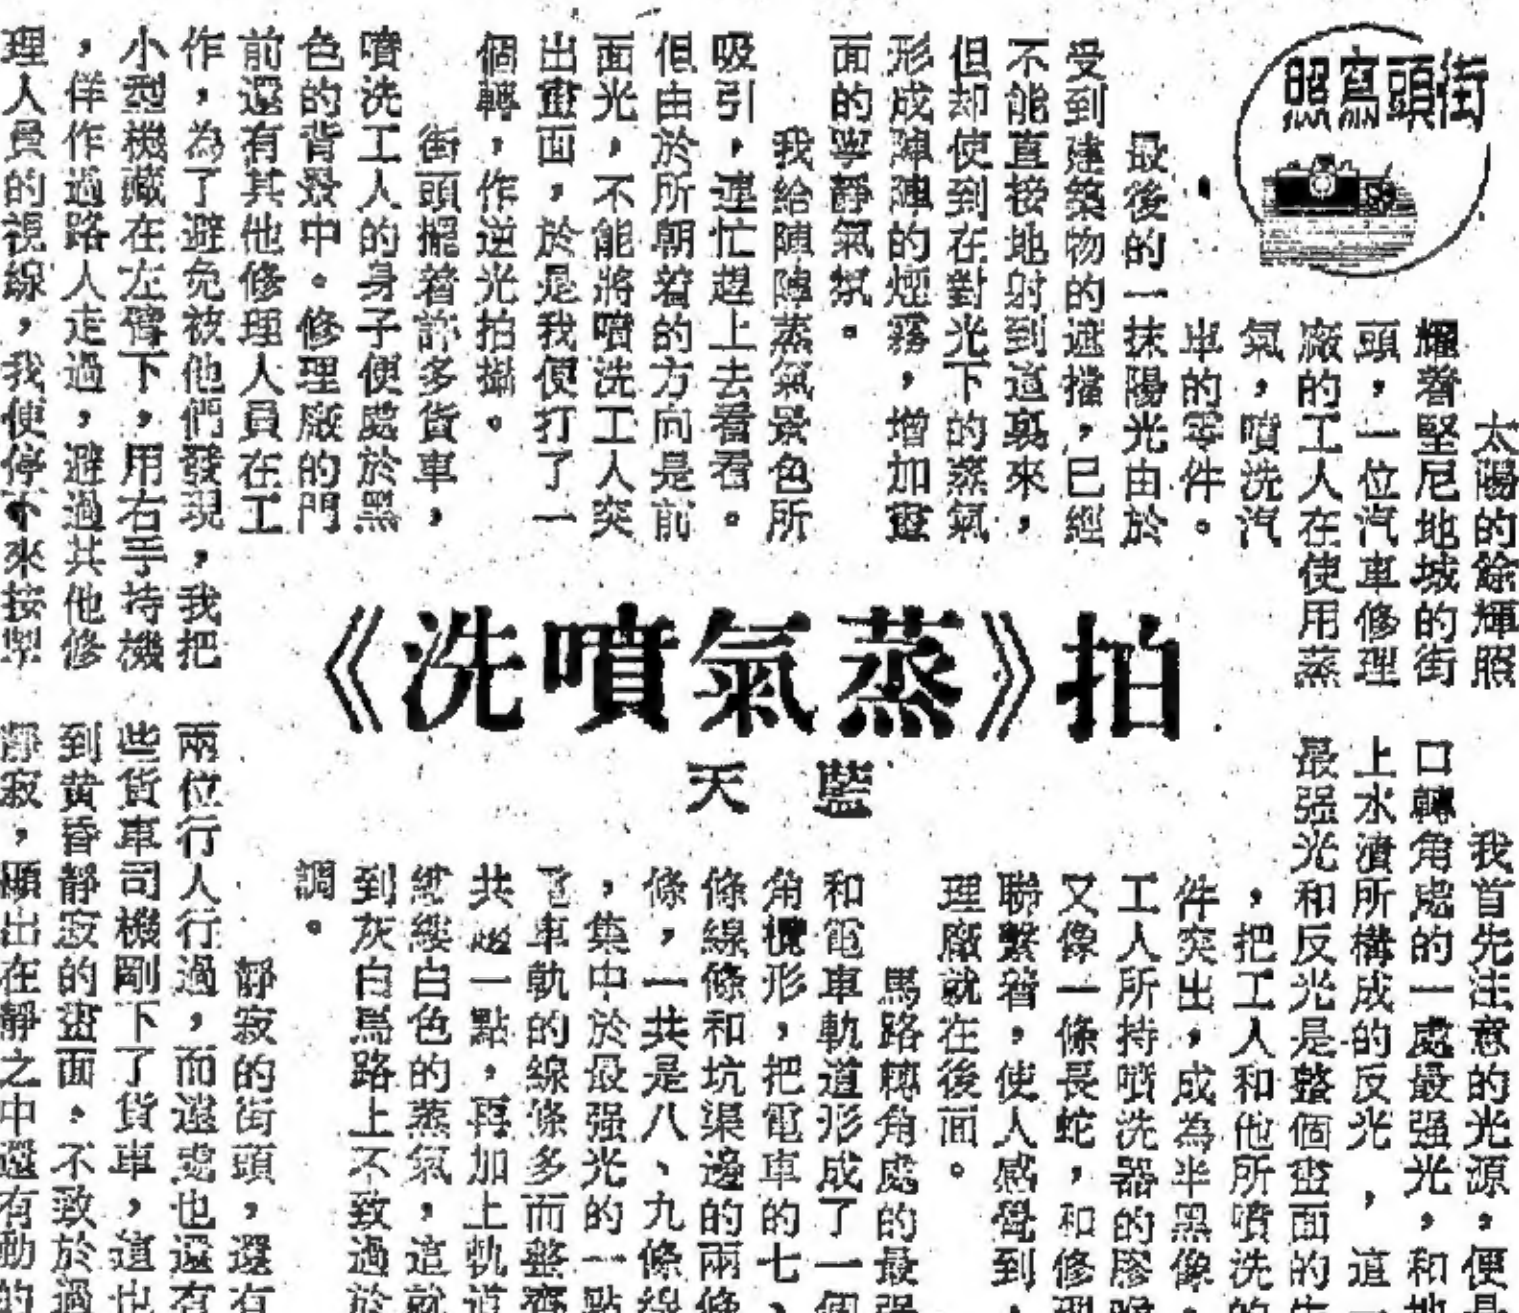 街頭寫照
拍《蒸氣噴洗》
藍天
太陽的餘輝照
耀着堅尼地城的街
頭，一位汽車修理
廠的工人在使用蒸
氣，噴洗汽
車的零件。
最後的一抹陽光由於
受到建築物的遮擋，已經
不能直接地射到這裏來，
但却使到在對光下的蒸氣
形成陣陣的煙霧，增加畫
面的寧靜氣氛。
我給陣陣蒸氣景色所
吸引，連忙趕上去看看。
但由於所朝着的方向是前
面光，不能將噴洗工人突
出畫面，於是我便打了一
個轉，作逆光拍攝。
街頭擺着許多貨車，
噴洗工人的身子便處於黑
色的背景中。修理廠的門
前還有其他修理人員在工
作，為了避免被他們發現，我把
小型機藏在左臂下，用右手持機
，佯作過路人走過，避過其他修
理人員的視線，我便停下來按掣
我首先注意的光源，便是
口轉角處的一處最强光，和地
上水漬所構成的反光，這
最强光和反光是整個畫面的
，把工人和他所噴洗的
件突出，成為半黑像，
工人所持噴洗器的膠喉
又像一條長蛇，和修理
聯繫着，使人感覺到，
理廠就在後面。
馬路轉角處的最强
和電車軌道形成了一個
角欖形，把電車的七、
條線條和坑渠邊的兩條
條，一共是八、九條線
，集中於最强光的一點
電車軌的線條多而整齊
共趨一點，再加上軌道
縷縷白色的蒸氣，這就
到灰白馬路上不致過於
調。
靜寂的街頭，還有
兩位行人行過，而遠處也還有
些貨車司機剛下了貨車，這也
到黃昏靜寂的畫面，不致於過
靜寂，顯出在靜之中還有動的